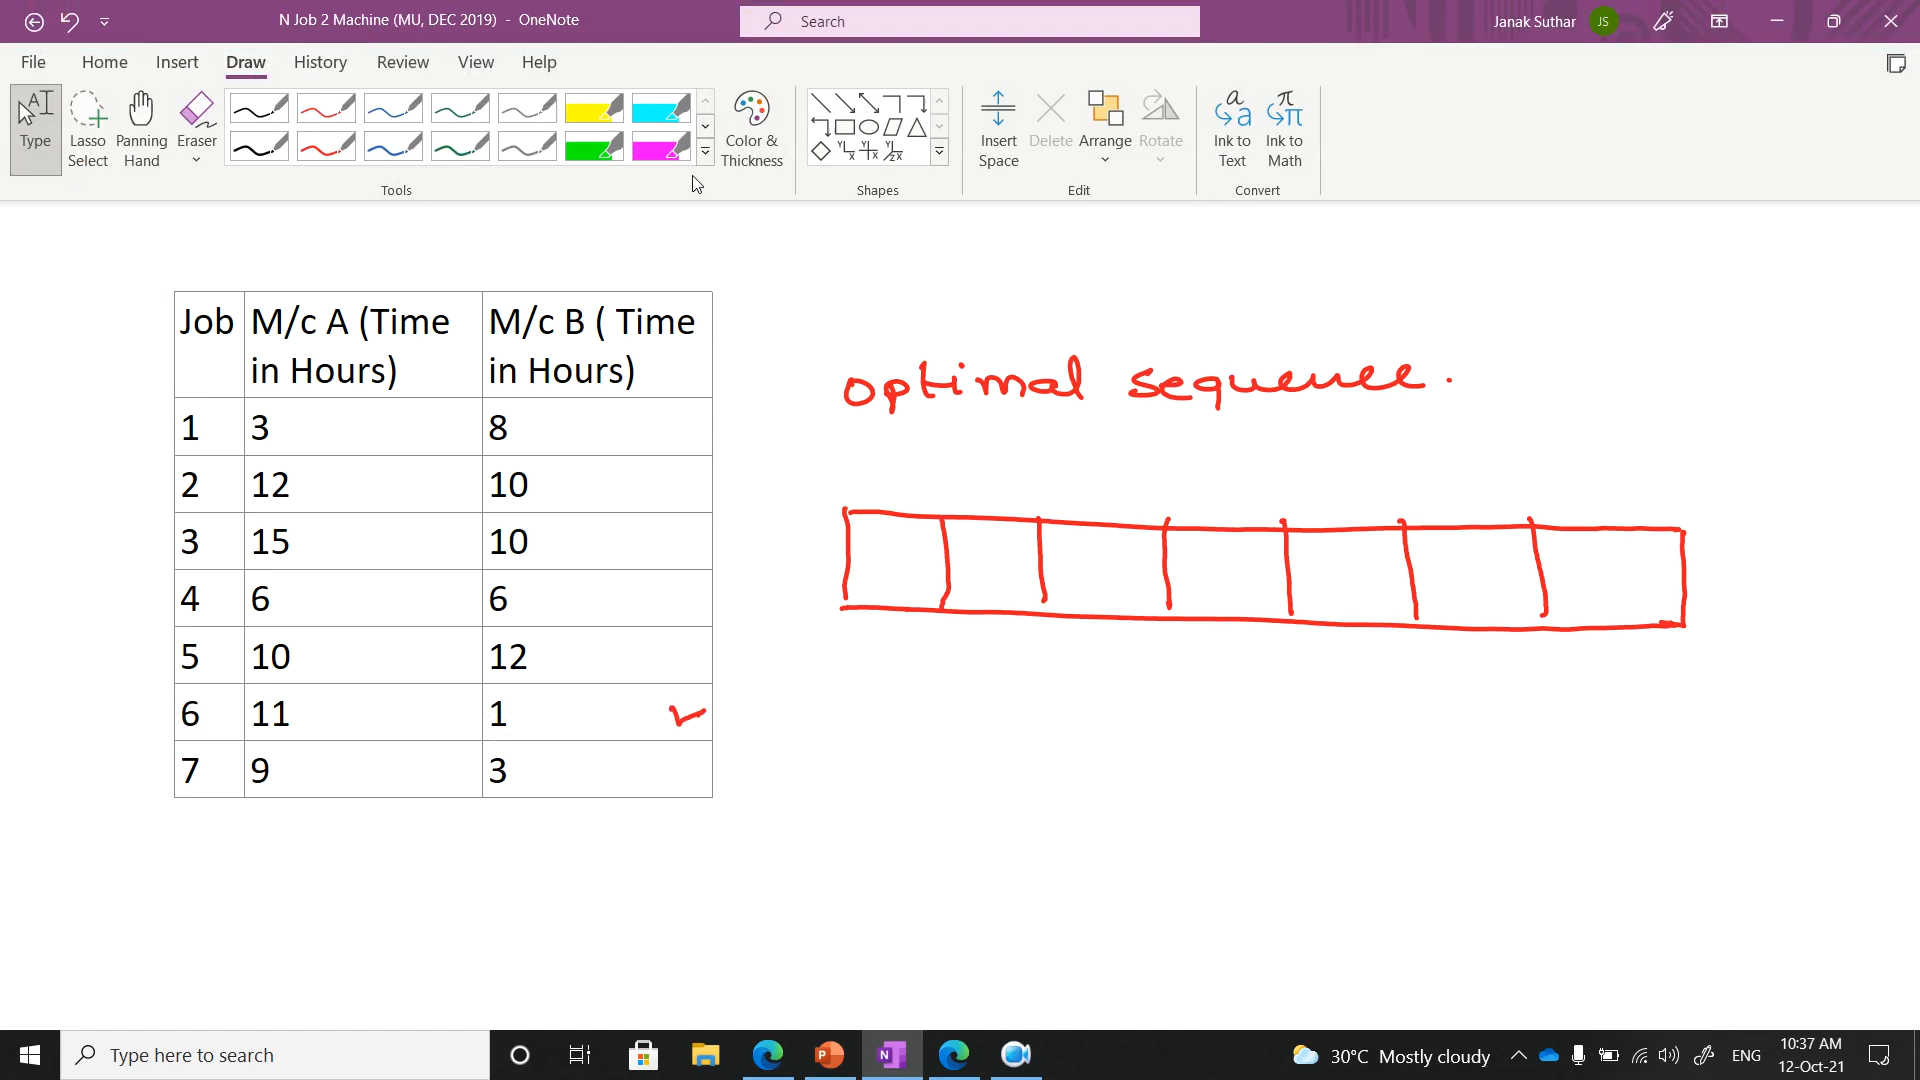 N Job 2 Machine (MU, DEC 2019) - OneNote
Search
Janak Suthar
JS
File Home Insert Draw History Review View Help
Type
Lasso Select
Panning Hand
Eraser
Color & Thickness
Insert Space
Delete
Arrange
Rotate
Ink to Text
Ink to Math
Tools
Shapes
Edit
Convert
Job M/c A (Time in Hours) M/c B ( Time in Hours)
1 3 8
2 12 10
3 15 10
4 6 6
5 10 12
6 11 1
7 9 3
optimal sequence.
Type here to search
30°C Mostly cloudy
ENG
10:37 AM
12-Oct-21